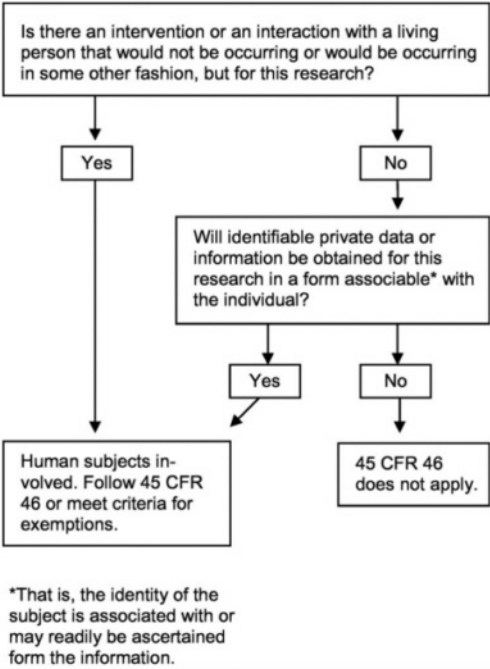 Is there an intervention or an interaction with a living
person that would not be occurring or would be occurring
in some other fashion, but for this research?
Yes
No
Will identifiable private data or
information be obtained for this
research in a form associable* with
the individual?
Yes
No
Human subjects in-
volved. Follow 45 CFR
46 or meet criteria for
exemptions.
45 CFR 46
does not apply.
*That is, the identity of the
subject is associated with or
may readily be ascertained
form the information.